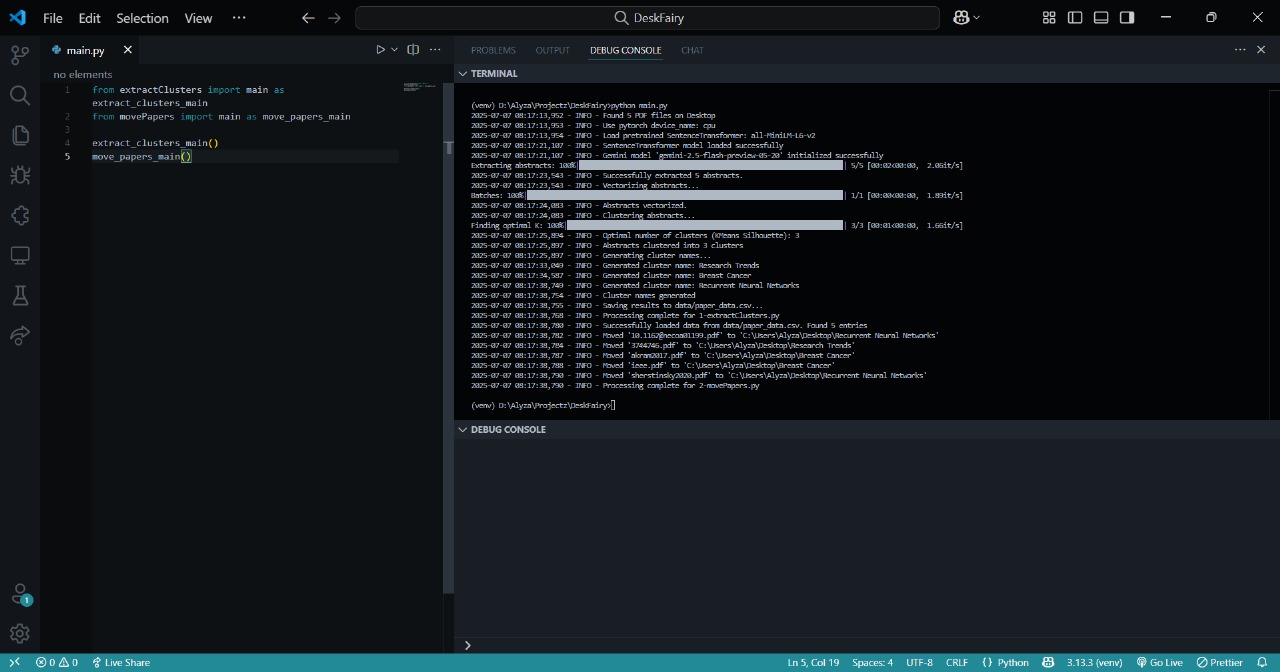 File Edit Selection View ··· DeskFairy
main.py
no elements
1 from extractClusters import main as
extract_clusters_main
2 from movePapers import main as move_papers_main
3
4 extract_clusters_main()
5 move_papers_main()
PROBLEMS OUTPUT DEBUG CONSOLE CHAT
TERMINAL
(venv) D:\Alyza\Projectz\DeskFairy>python main.py
2025-07-07 08:17:13,952 - INFO - Found 5 PDF files on Desktop
2025-07-07 08:17:13,953 - INFO - Use pytorch device_name: cpu
2025-07-07 08:17:13,954 - INFO - Load pretrained SentenceTransformer: all-MiniLM-L6-v2
2025-07-07 08:17:21,107 - INFO - SentenceTransformer model loaded successfully
2025-07-07 08:17:21,107 - INFO - Gemini model 'gemini-2.5-flash-preview-05-20' initialized successfully
Extracting abstracts: 100%| | 5/5 [00:02<00:00, 2.06it/s]
2025-07-07 08:17:23,543 - INFO - Successfully extracted 5 abstracts.
2025-07-07 08:17:23,543 - INFO - Vectorizing abstracts...
Batches: 100%| | 1/1 [00:00<00:00, 1.89it/s]
2025-07-07 08:17:24,083 - INFO - Abstracts vectorized.
2025-07-07 08:17:24,083 - INFO - Clustering abstracts...
Finding optimal K: 100%| | 3/3 [00:01<00:00, 1.66it/s]
2025-07-07 08:17:25,894 - INFO - Optimal number of clusters (KMeans Silhouette): 3
2025-07-07 08:17:25,897 - INFO - Abstracts clustered into 3 clusters
2025-07-07 08:17:25,897 - INFO - Generating cluster names...
2025-07-07 08:17:33,049 - INFO - Generated cluster name: Research Trends
2025-07-07 08:17:34,587 - INFO - Generated cluster name: Breast Cancer
2025-07-07 08:17:38,749 - INFO - Generated cluster name: Recurrent Neural Networks
2025-07-07 08:17:38,754 - INFO - Cluster names generated
2025-07-07 08:17:38,755 - INFO - Saving results to data/paper_data.csv...
2025-07-07 08:17:38,768 - INFO - Processing complete for 1-extractClusters.py
2025-07-07 08:17:38,780 - INFO - Successfully loaded data from data/paper_data.csv. Found 5 entries
2025-07-07 08:17:38,782 - INFO - Moved '10.1162@necoa01199.pdf' to 'C:\Users\Alyza\Desktop\Recurrent Neural Networks'
2025-07-07 08:17:38,784 - INFO - Moved '3744746.pdf' to 'C:\Users\Alyza\Desktop\Research Trends'
2025-07-07 08:17:38,787 - INFO - Moved 'akram2017.pdf' to 'C:\Users\Alyza\Desktop\Breast Cancer'
2025-07-07 08:17:38,788 - INFO - Moved 'ieee.pdf' to 'C:\Users\Alyza\Desktop\Breast Cancer'
2025-07-07 08:17:38,790 - INFO - Moved 'sherstinsky2020.pdf' to 'C:\Users\Alyza\Desktop\Recurrent Neural Networks'
2025-07-07 08:17:38,790 - INFO - Processing complete for 2-movePapers.py
(venv) D:\Alyza\Projectz\DeskFairy>
DEBUG CONSOLE
1
0 0 Live Share Ln 5, Col 19 Spaces: 4 UTF-8 CRLF {} Python 3.13.3 (venv) Go Live Prettier